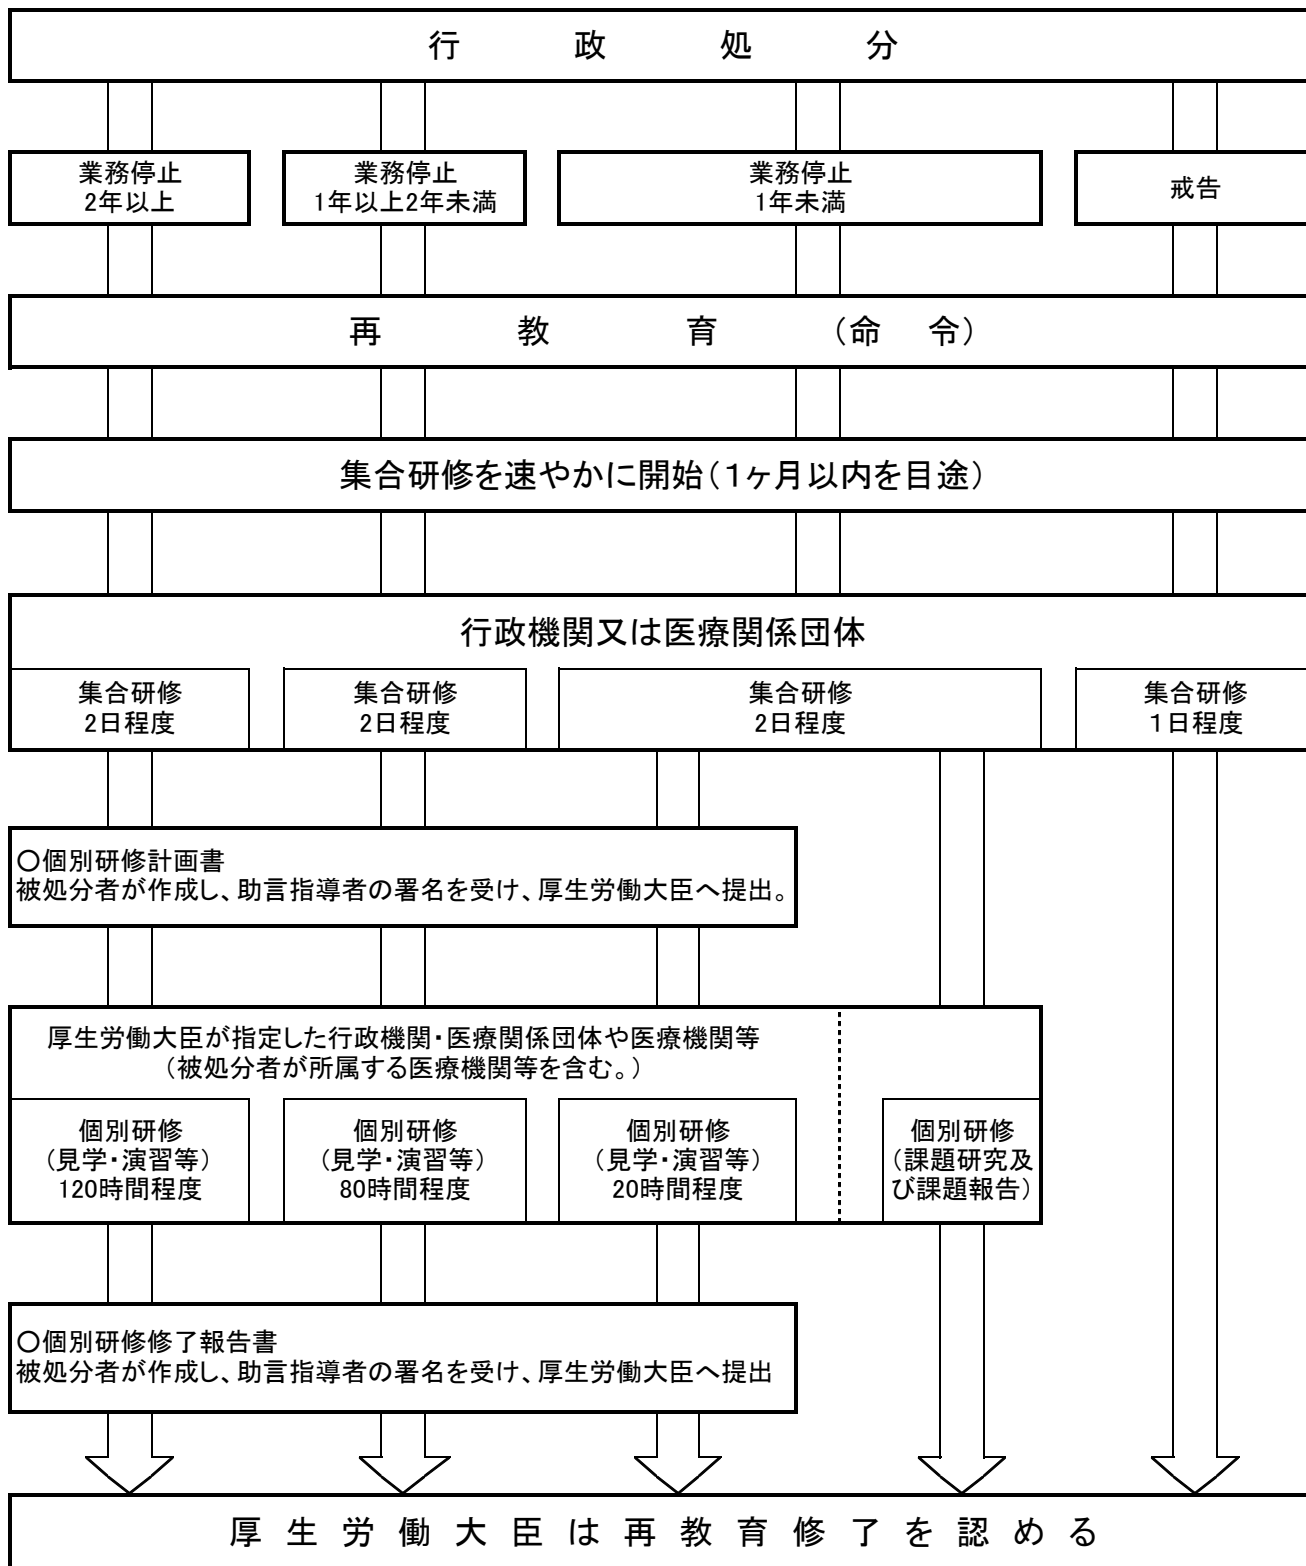 行政処分
業務停止
2年以上
業務停止
1年以上2年未満
業務停止
1年未満
戒告
再教育(命令)
集合研修を速やかに開始(1ヶ月以内を目途)
行政機関又は医療関係団体
集合研修
2日程度
集合研修
2日程度
集合研修
2日程度
集合研修
1日程度
○個別研修計画書
被処分者が作成し、助言指導者の署名を受け、厚生労働大臣へ提出。
厚生労働大臣が指定した行政機関・医療関係団体や医療機関等
(被処分者が所属する医療機関等を含む。)
個別研修
(見学・演習等)
120時間程度
個別研修
(見学・演習等)
80時間程度
個別研修
(見学・演習等)
20時間程度
個別研修
(課題研究及
び課題報告)
○個別研修修了報告書
被処分者が作成し、助言指導者の署名を受け、厚生労働大臣へ提出
厚生労働大臣は再教育修了を認める